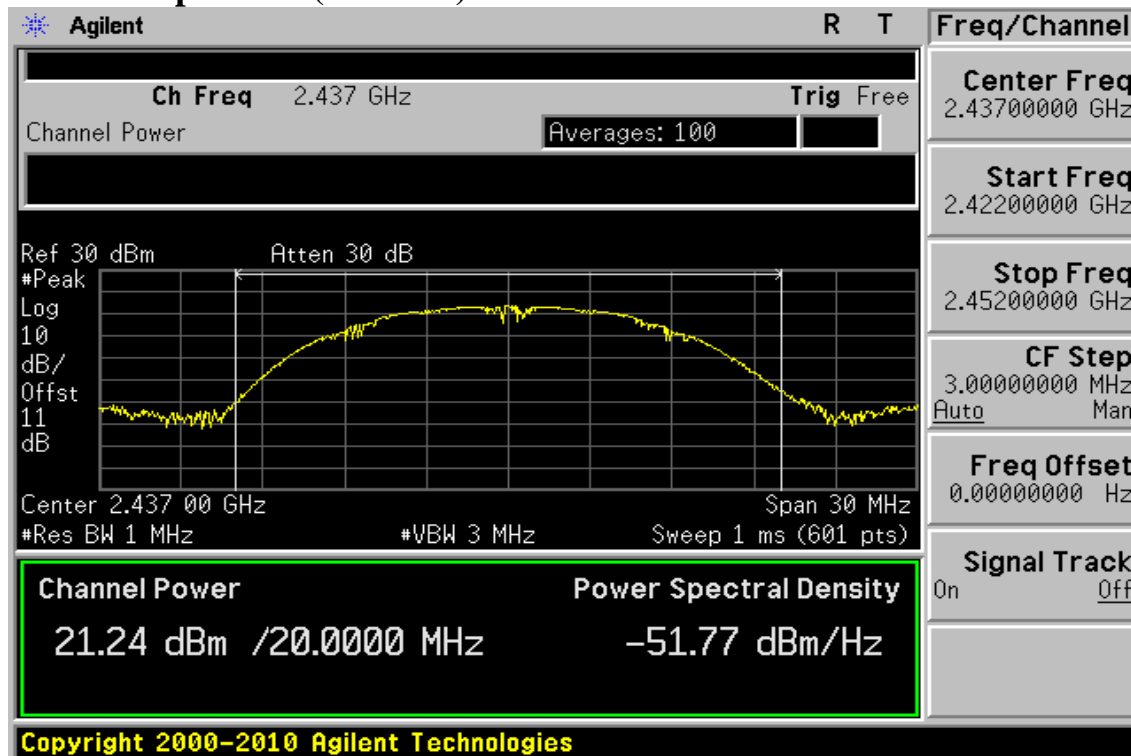 Agilent R T Freq/Channel
Ch Freq 2.437 GHz Trig Free
Channel Power Averages: 100
Center Freq
2.43700000 GHz
Start Freq
2.42200000 GHz
Stop Freq
2.45200000 GHz
CF Step
3.00000000 MHz
Auto Man
Freq Offset
0.00000000 Hz
Signal Track
On Off
Ref 30 dBm Atten 30 dB
#Peak
Log
10
dB/
Offst
11
dB
Center 2.437 00 GHz Span 30 MHz
#Res BW 1 MHz #VBW 3 MHz Sweep 1 ms (601 pts)
Channel Power Power Spectral Density
21.24 dBm /20.0000 MHz -51.77 dBm/Hz
Copyright 2000-2010 Agilent Technologies